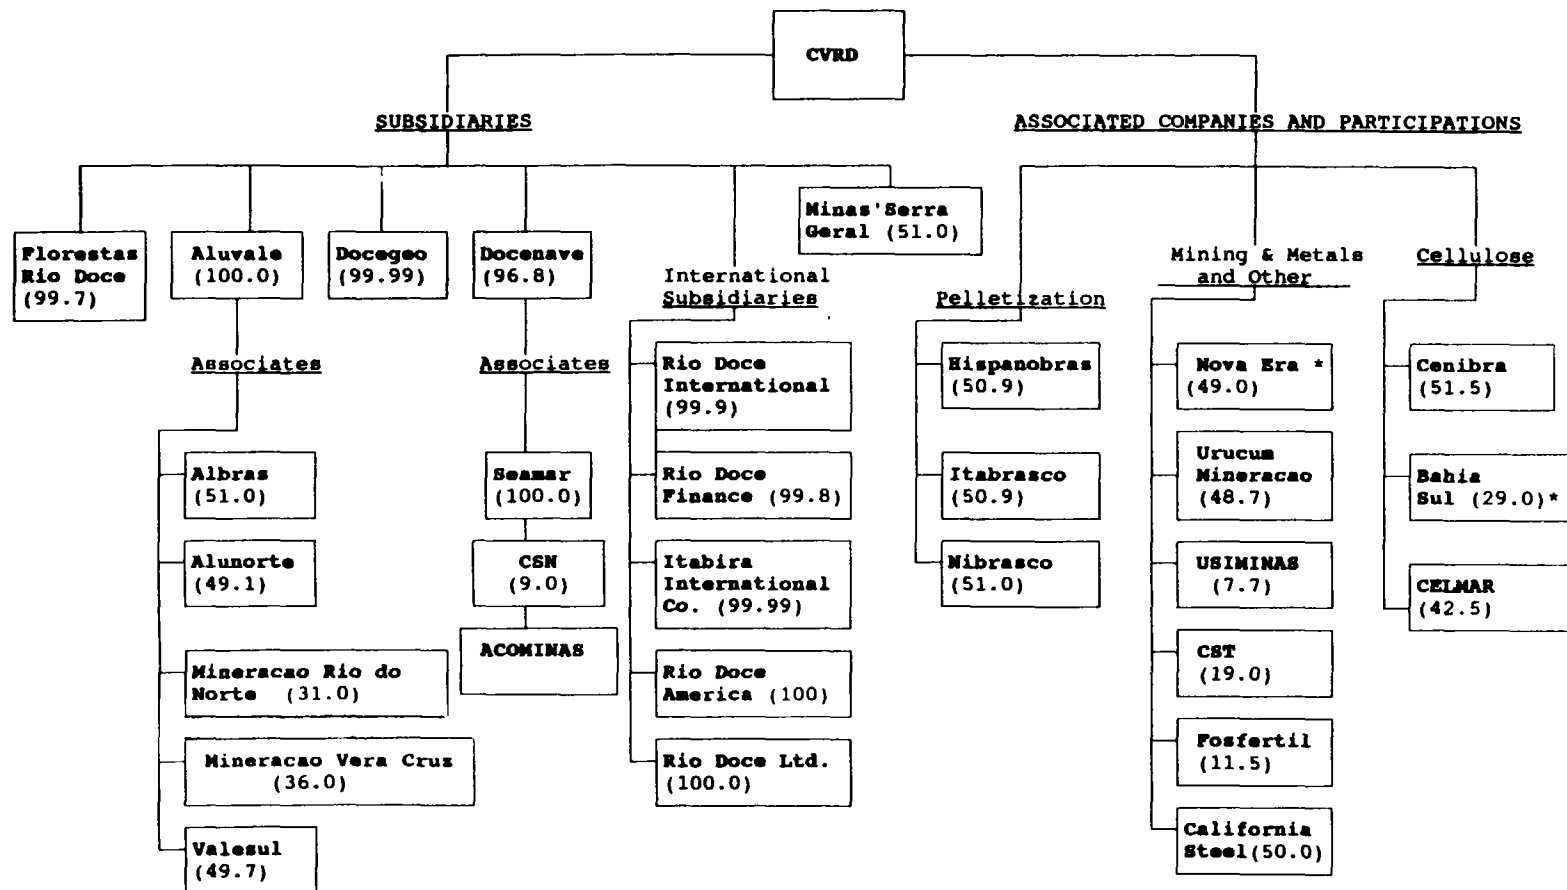 CVRD
SUBSIDIARIES
ASSOCIATED COMPANIES AND PARTICIPATIONS
Florestas
Rio Doce
(99.7)
Aluvale
(100.0)
Docegeo
(99.99)
Docenave
(96.8)
Minas'Serra
Geral (51.0)
International
Subsidiaries
Pelletization
Mining & Metals
and Other
Cellulose
Associates
Albras
(51.0)
Alunorte
(49.1)
Mineracao Rio do
Norte (31.0)
Mineracao Vera Cruz
(36.0)
Valesul
(49.7)
Associates
Seamar
(100.0)
CSN
(9.0)
ACOMINAS
Rio Doce
International
(99.9)
Rio Doce
Finance (99.8)
Itabira
International
Co. (99.99)
Rio Doce
America (100)
Rio Doce Ltd.
(100.0)
Hispanobras
(50.9)
Itabrasco
(50.9)
Nibrasco
(51.0)
Nova Era *
(49.0)
Urucum
Mineracao
(48.7)
USIMINAS
(7.7)
CST
(19.0)
Fosfertil
(11.5)
California
Steel(50.0)
Cenibra
(51.5)
Bahia
Sul (29.0)*
CELMAR
(42.5)